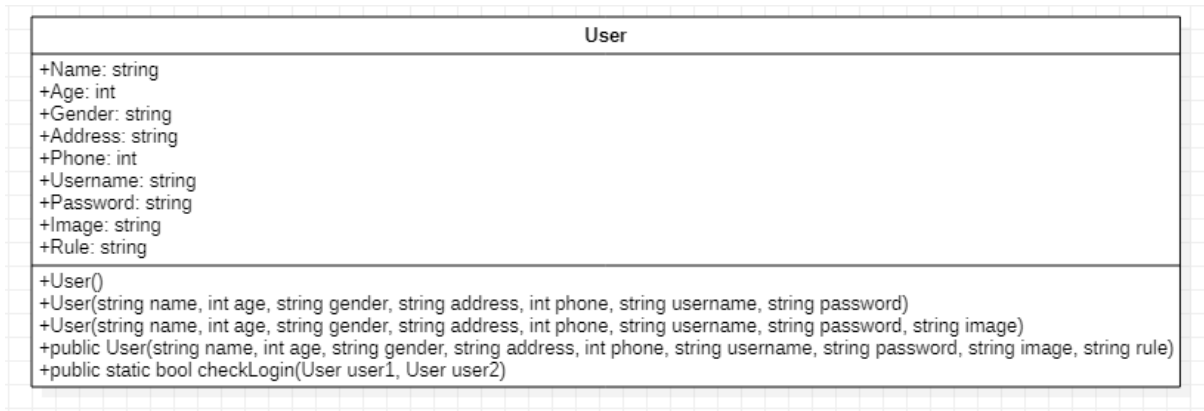 User
+Name: string
+Age: int
+Gender: string
+Address: string
+Phone: int
+Username: string
+Password: string
+Image: string
+Rule: string
+User()
+User(string name, int age, string gender, string address, int phone, string username, string password)
+User(string name, int age, string gender, string address, int phone, string username, string password, string image)
+public User(string name, int age, string gender, string address, int phone, string username, string password, string image, string rule)
+public static bool checkLogin(User user1, User user2)